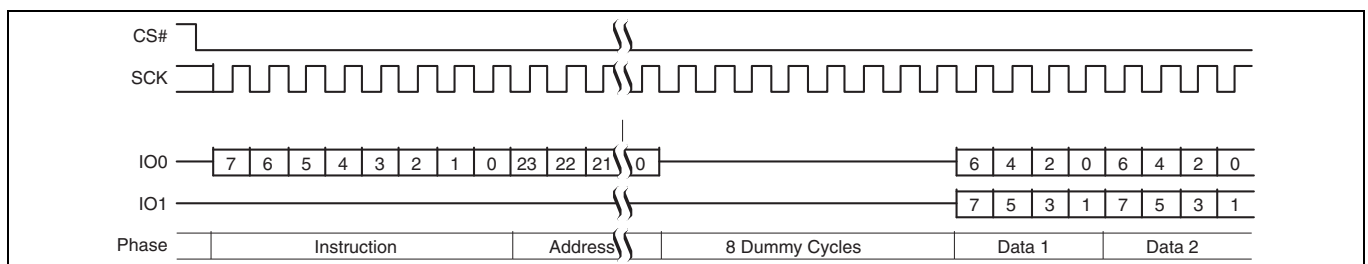 CS#
SCK
IO0 7 6 5 4 3 2 1 0 23 22 21 0 6 4 2 0 6 4 2 0
IO1 7 5 3 1 7 5 3 1
Phase Instruction Address 8 Dummy Cycles Data 1 Data 2